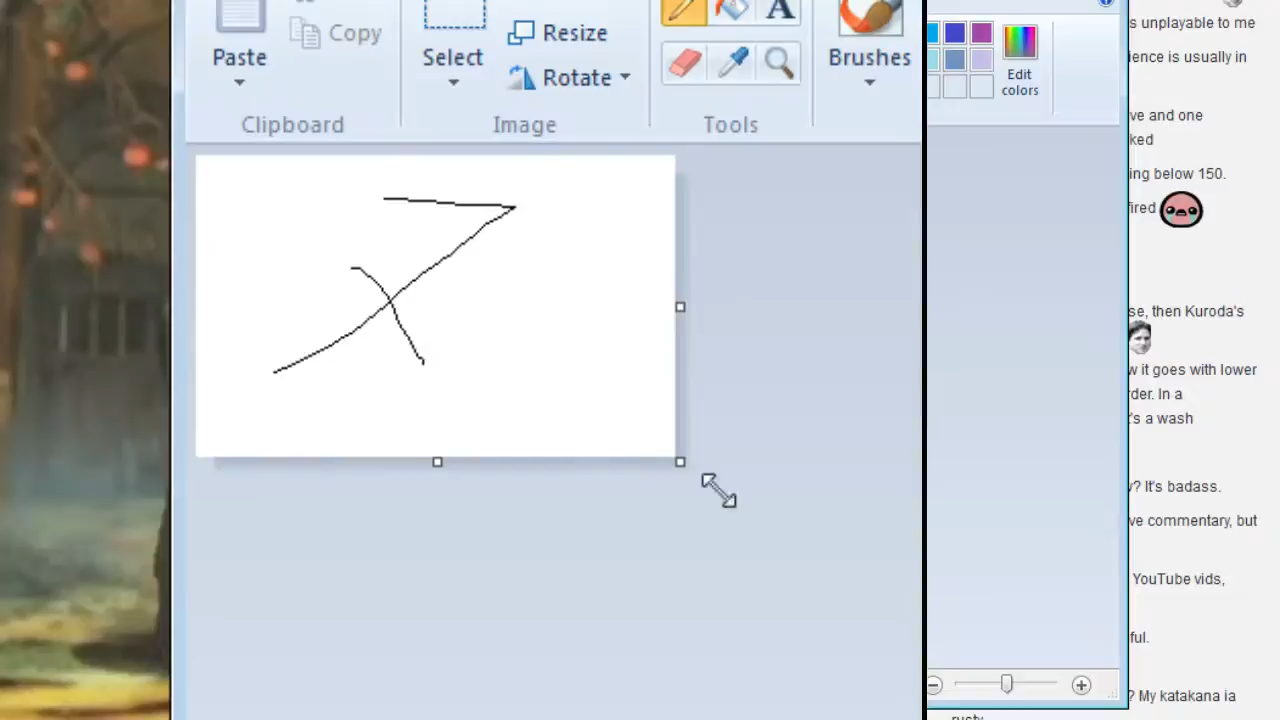 Paste
Copy
Clipboard
Select
Resize
Rotate
Image
Tools
Brushes
Edit
colors
ヌ
s unplayable to me
ience is usually in
ve and one
ked
ing below 150.
fired
se, then Kuroda's
w it goes with lower
rder. In a
t's a wash
? It's badass.
ve commentary, but
YouTube vids,
ful.
? My katakana ia
rusty